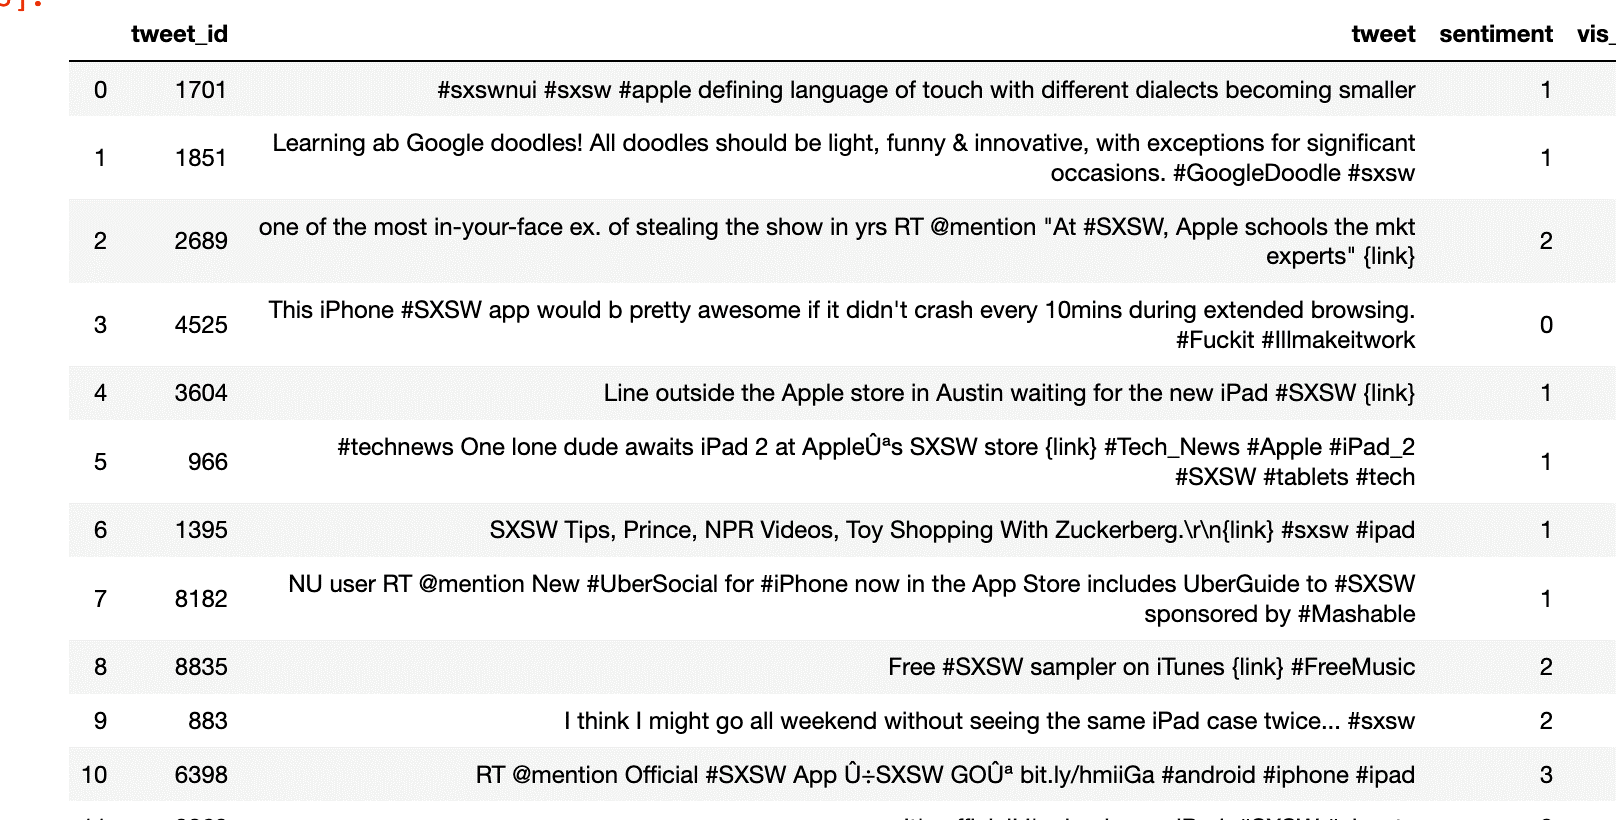 tweet_id tweet sentiment vis_
0 1701 #sxswnui #sxsw #apple defining language of touch with different dialects becoming smaller 1
1 1851 Learning ab Google doodles! All doodles should be light, funny & innovative, with exceptions for significant 1
occasions. #GoogleDoodle #sxsw
2 2689 one of the most in-your-face ex. of stealing the show in yrs RT @mention "At #SXSW, Apple schools the mkt 2
experts" {link}
3 4525 This iPhone #SXSW app would b pretty awesome if it didn't crash every 10mins during extended browsing. 0
#Fuckit #Illmakeitwork
4 3604 Line outside the Apple store in Austin waiting for the new iPad #SXSW {link} 1
5 966 #technews One lone dude awaits iPad 2 at AppleÛªs SXSW store {link} #Tech_News #Apple #iPad_2 1
#SXSW #tablets #tech
6 1395 SXSW Tips, Prince, NPR Videos, Toy Shopping With Zuckerberg.\r\n{link} #sxsw #ipad 1
7 8182 NU user RT @mention New #UberSocial for #iPhone now in the App Store includes UberGuide to #SXSW 1
sponsored by #Mashable
8 8835 Free #SXSW sampler on iTunes {link} #FreeMusic 2
9 883 I think I might go all weekend without seeing the same iPad case twice... #sxsw 2
10 6398 RT @mention Official #SXSW App Û÷SXSW GOÛª bit.ly/hmiiGa #android #iphone #ipad 3